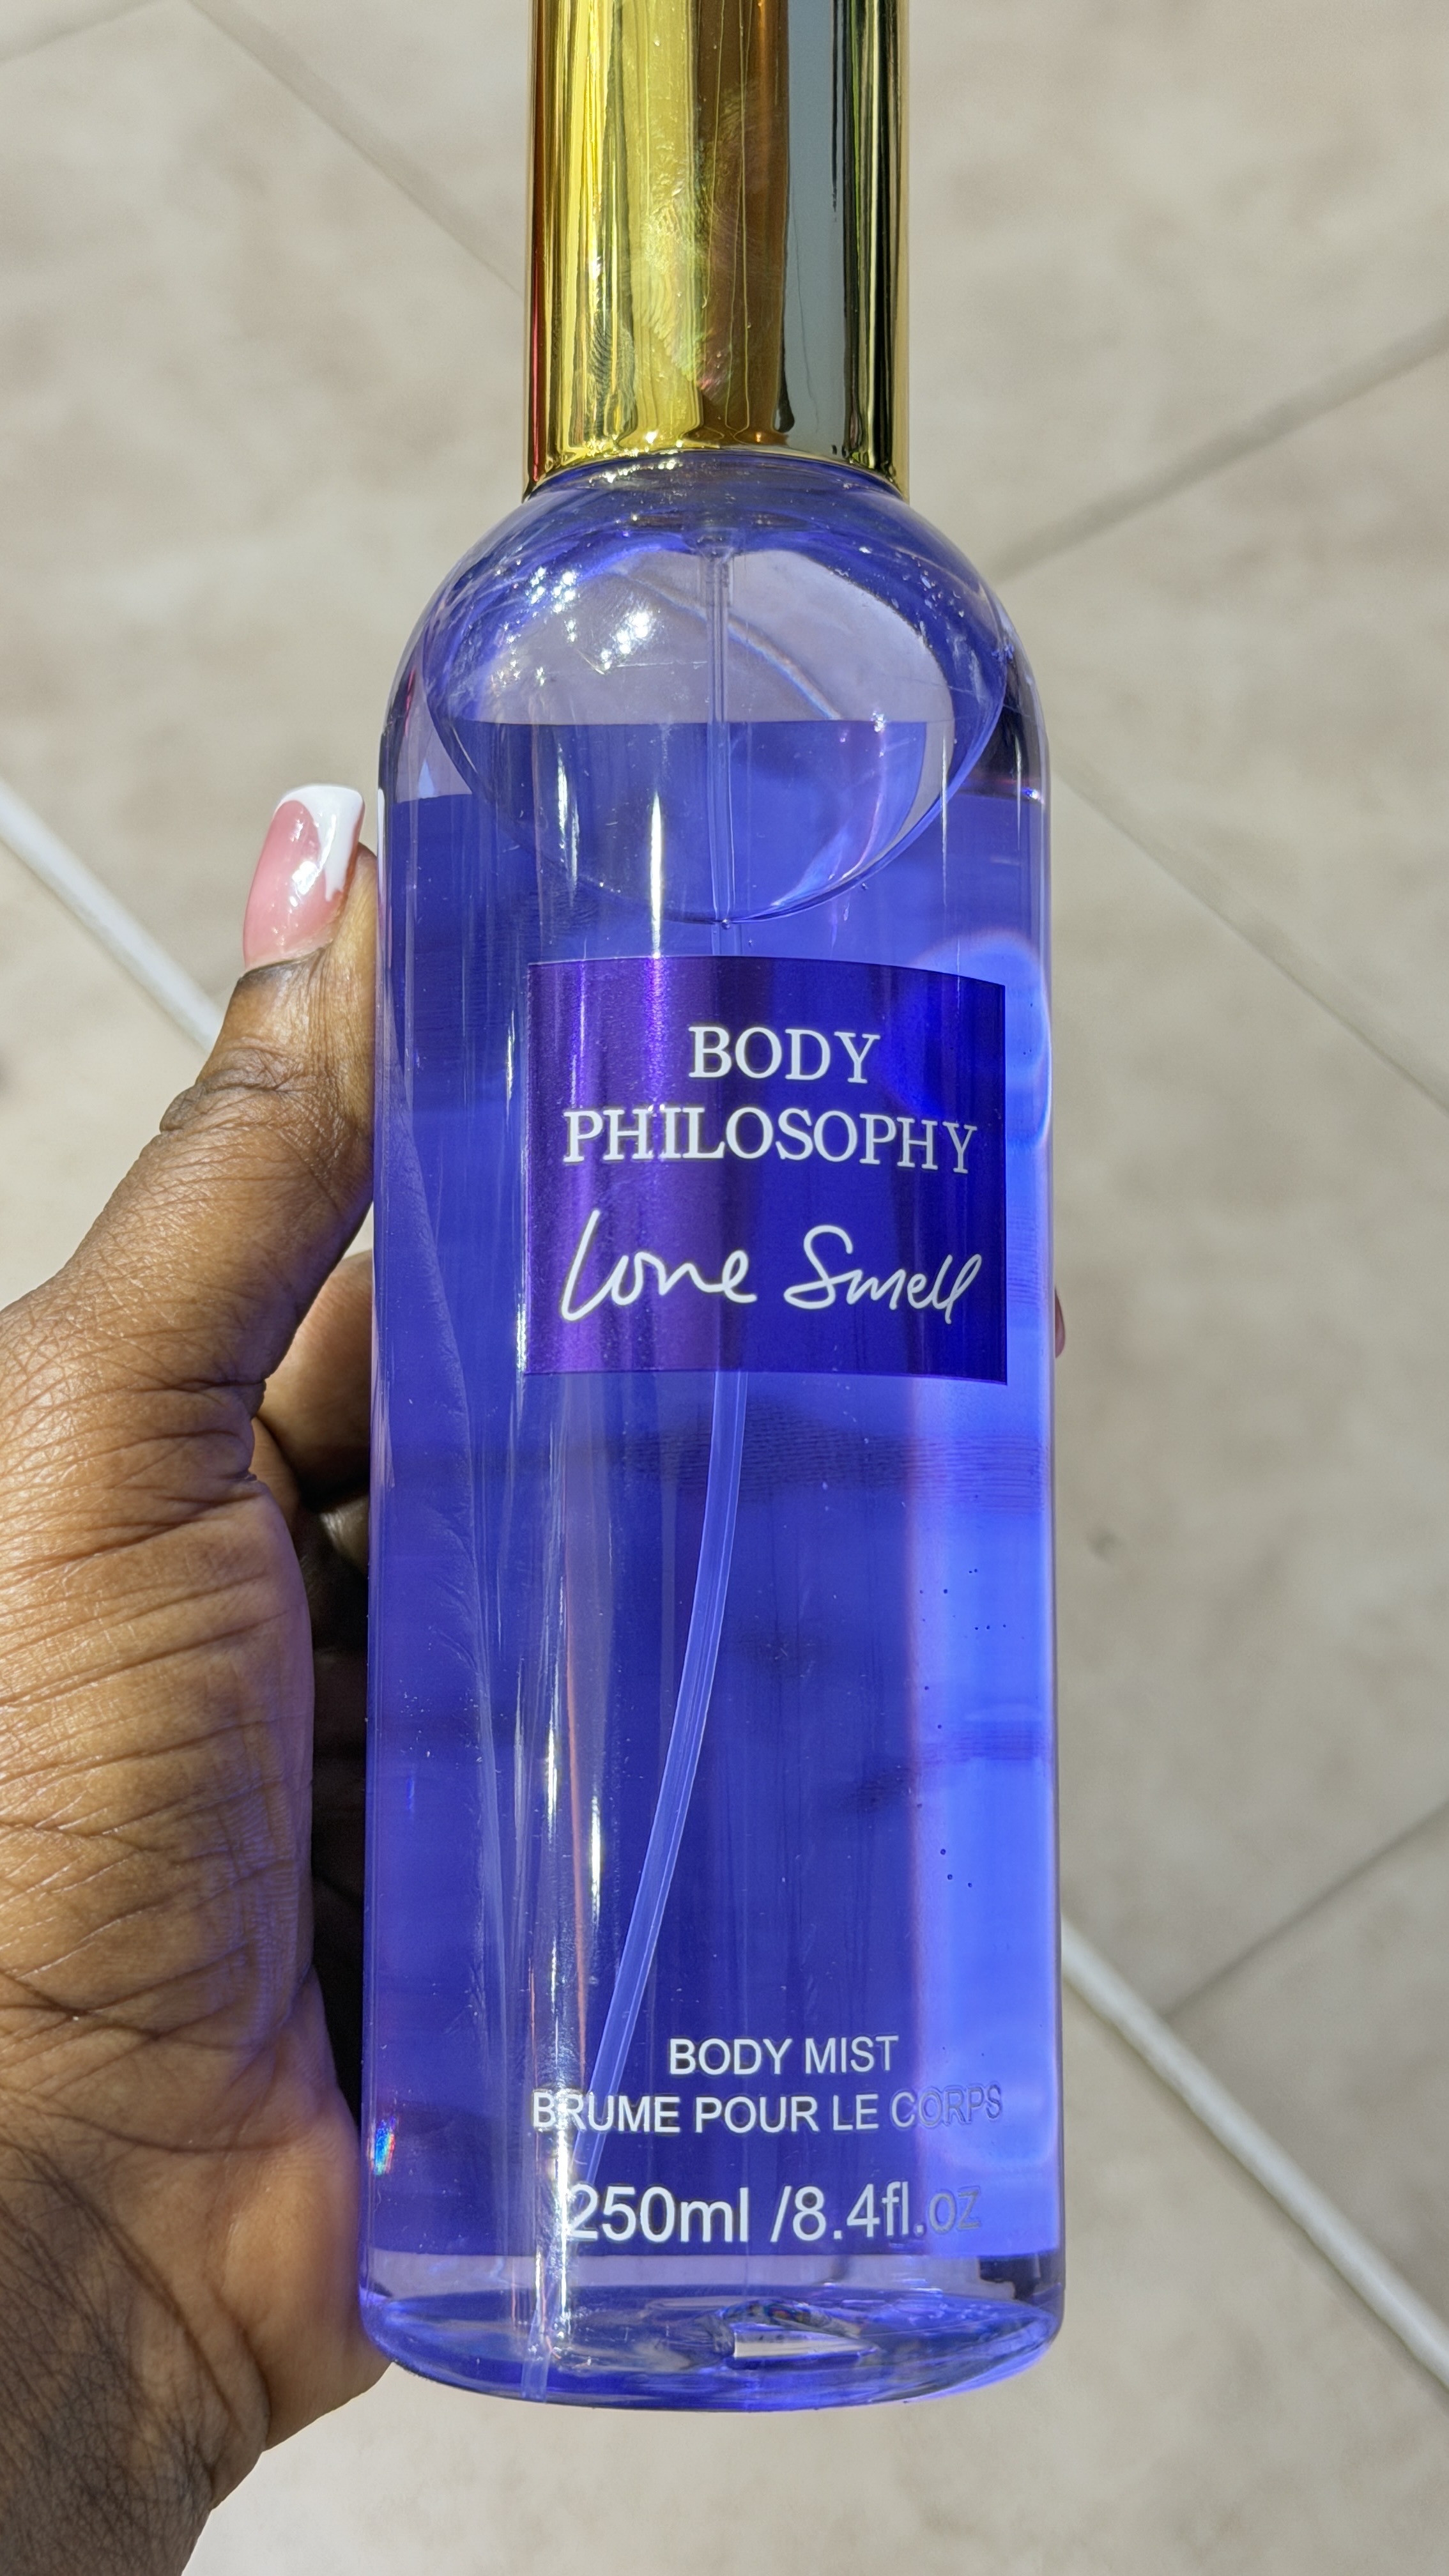 BODY
PHILOSOPHY
Love Smell
BODY MIST
BRUME POUR LE CORPS
250ml /8.4fl.oz